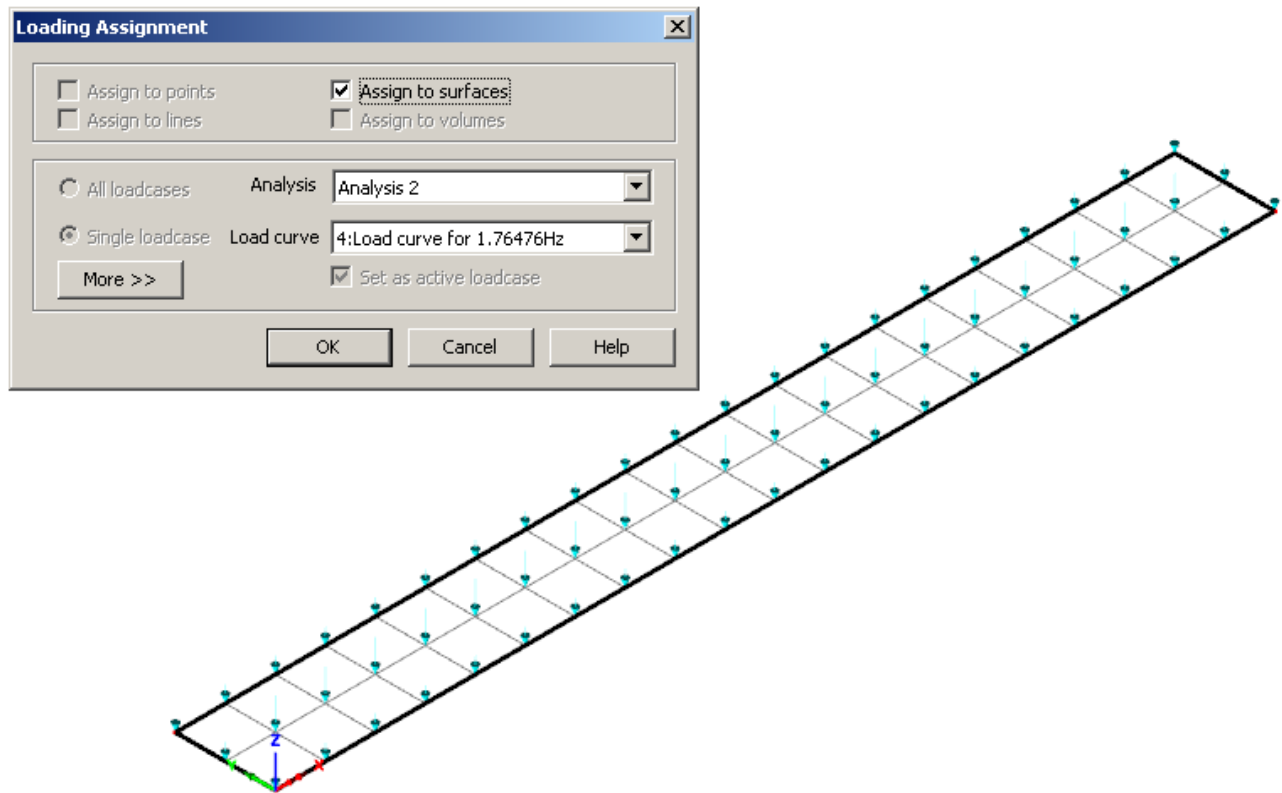 Loading Assignment
Assign to points
Assign to surfaces
Assign to lines
Assign to volumes
All loadcases
Analysis
Analysis 2
Single loadcase
Load curve
4:Load curve for 1.76476Hz
More >>
Set as active loadcase
OK
Cancel
Help
Z
X